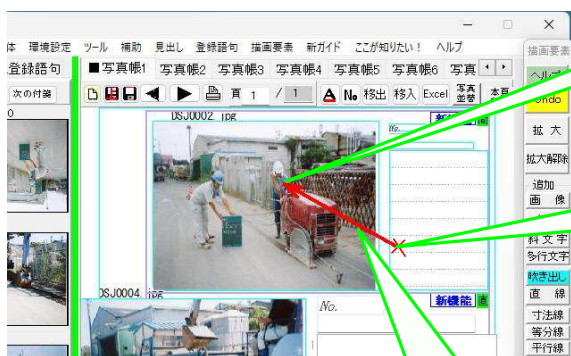 体 環境設定 ツール 補助 見出し 登録語句 描画要素 新ガイド ここが知りたい！ ヘルプ
登録語句 ■写真帳1 写真帳2 写真帳3 写真帳4 写真帳5 写真帳6 写真
次の付箋 頁 1 / 1 A No 移出 移入 Excel 写真並替 本頁
0
DSJ0002 jpg
No.
DSJ0004.jpg
No.
新機能 直
描画要素
ヘルプ
Undo
拡 大
拡大解除
追加
画 像
斜文字
多行文字
吹き出し
直 線
寸法線
等分線
平行線